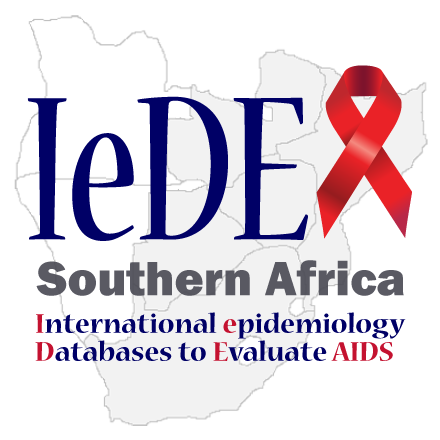 IeDEA
Southern Africa
International epidemiology
Databases to Evaluate AIDS